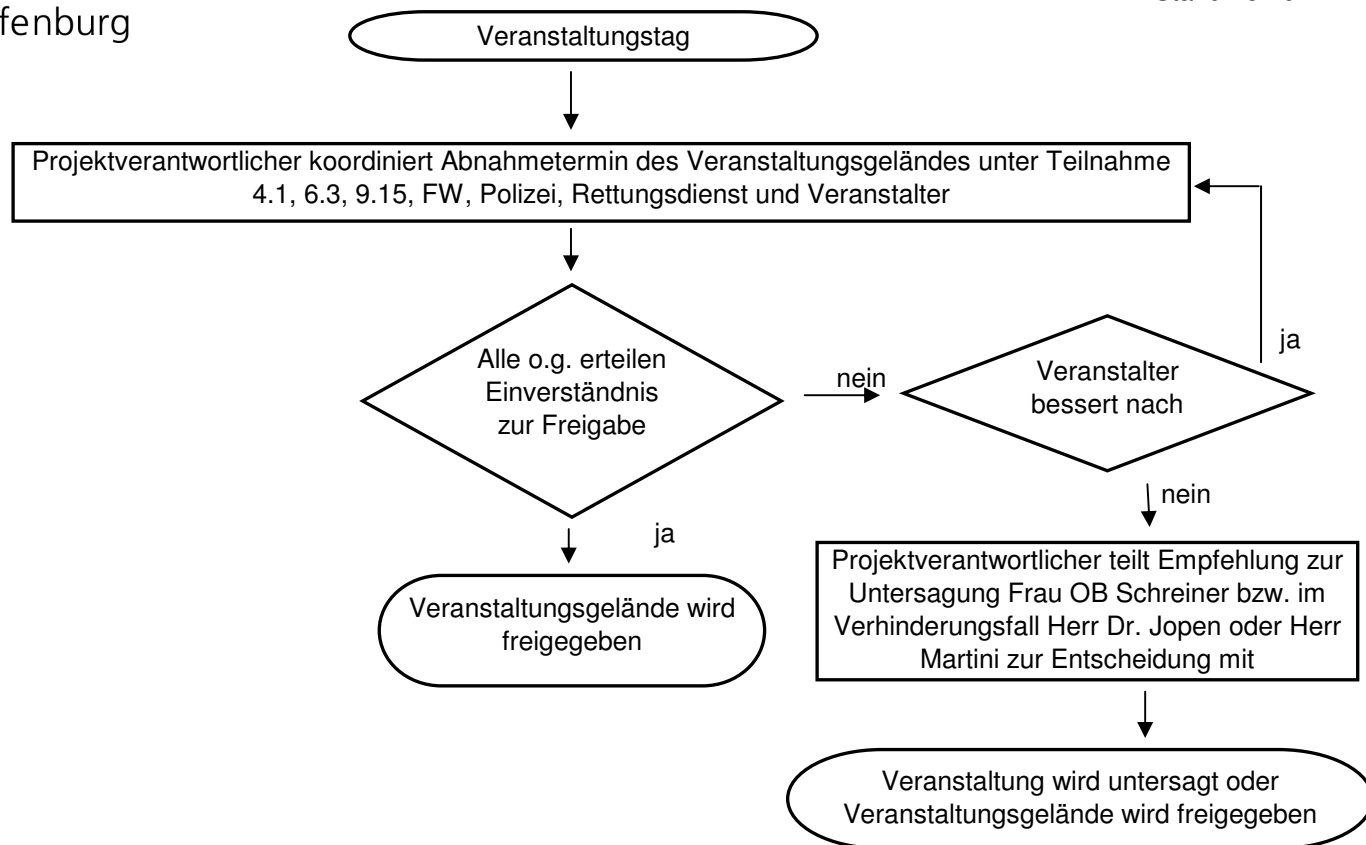 ffenburg
Veranstaltungstag
Projektverantwortlicher koordiniert Abnahmetermin des Veranstaltungsgeländes unter Teilnahme
4.1, 6.3, 9.15, FW, Polizei, Rettungsdienst und Veranstalter
Alle o.g. erteilen
Einverständnis
zur Freigabe
nein
Veranstalter
bessert nach
ja
nein
ja
Veranstaltungsgelände wird
freigegeben
Projektverantwortlicher teilt Empfehlung zur
Untersagung Frau OB Schreiner bzw. im
Verhinderungsfall Herr Dr. Jopen oder Herr
Martini zur Entscheidung mit
Veranstaltung wird untersagt oder
Veranstaltungsgelände wird freigegeben